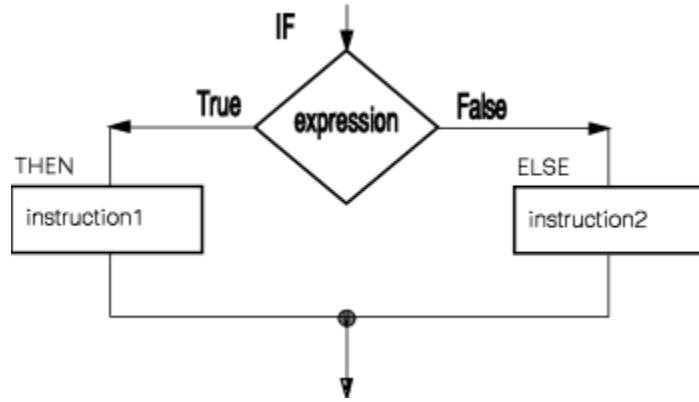 IF
True
expression
False
THEN
ELSE
instruction1
instruction2